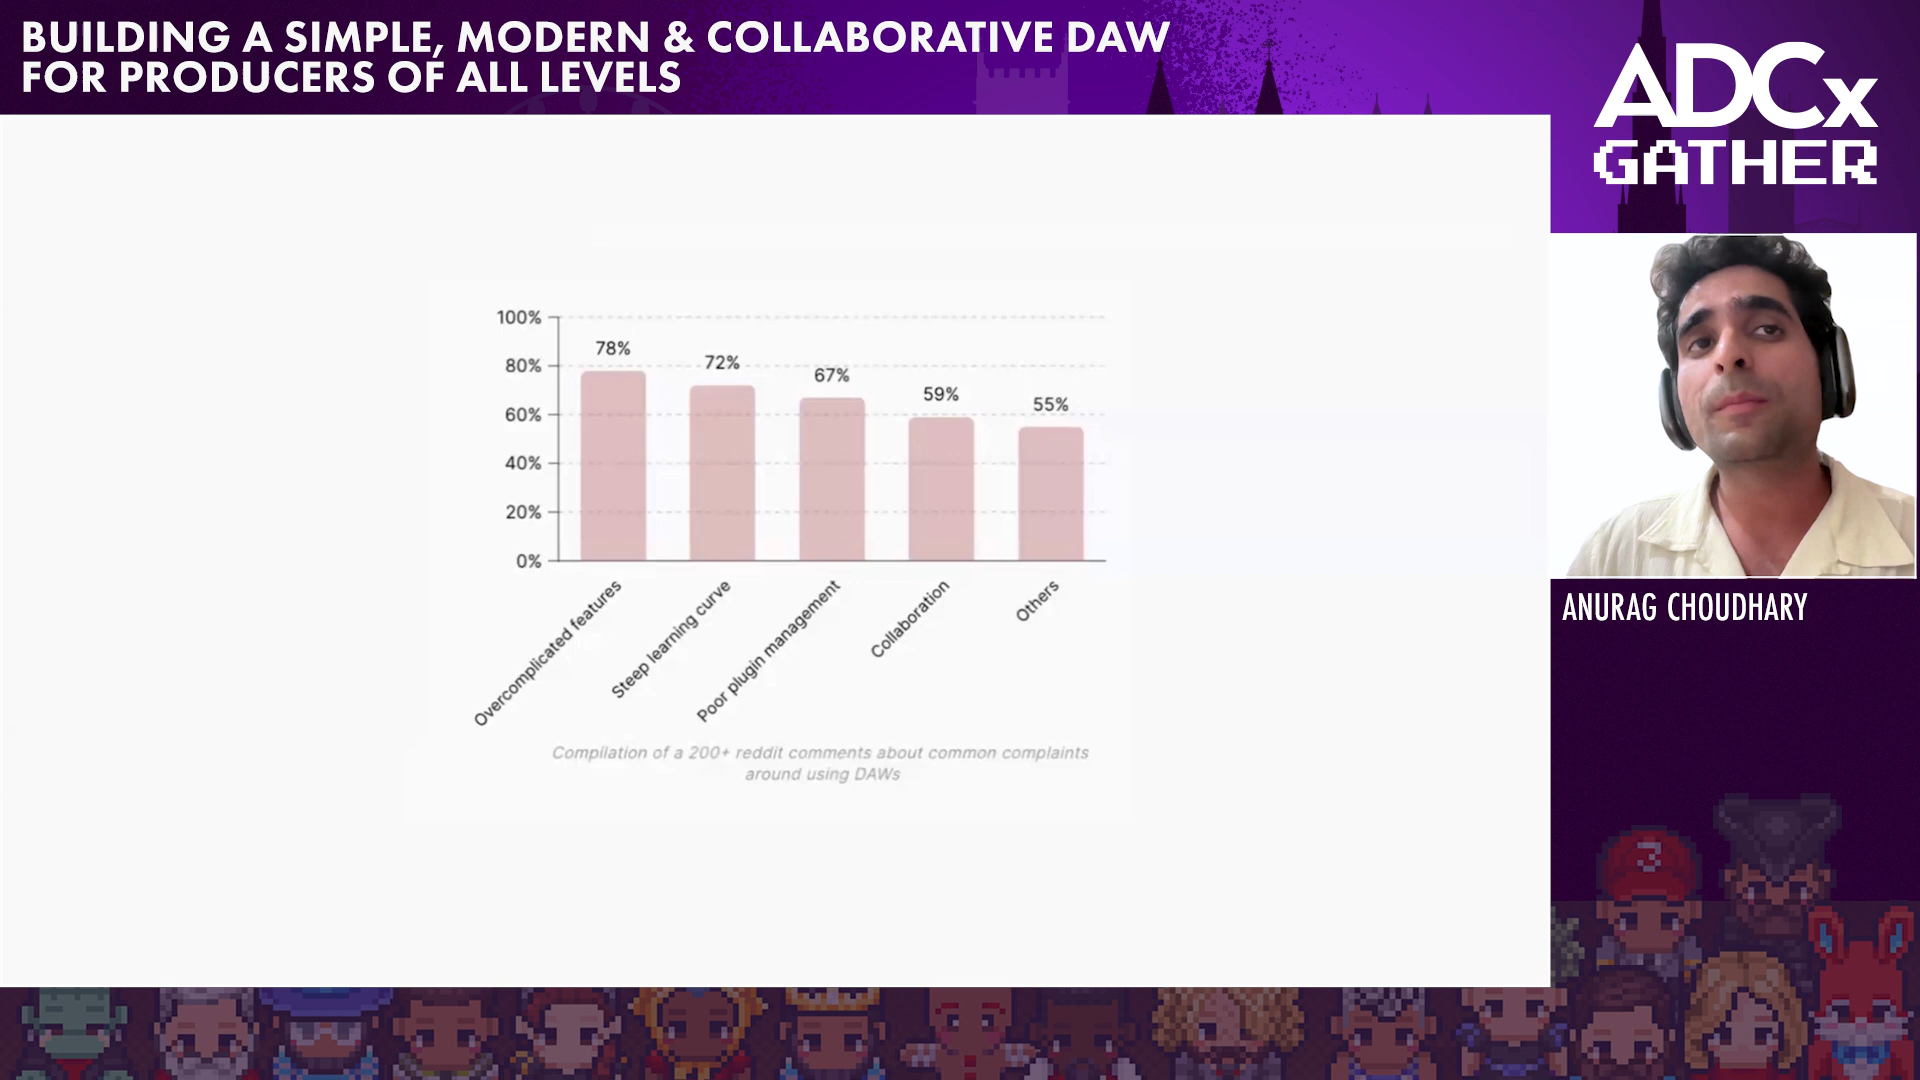 BUILDING A SIMPLE, MODERN & COLLABORATIVE DAW
FOR PRODUCERS OF ALL LEVELS
ADCx
GATHER
100%
80%
60%
40%
20%
0%
78%
72%
67%
59%
55%
Overcomplicated features
Steep learning curve
Poor plugin management
Collaboration
Others
Compilation of a 200+ reddit comments about common complaints
around using DAWs
ANURAG CHOUDHARY
3